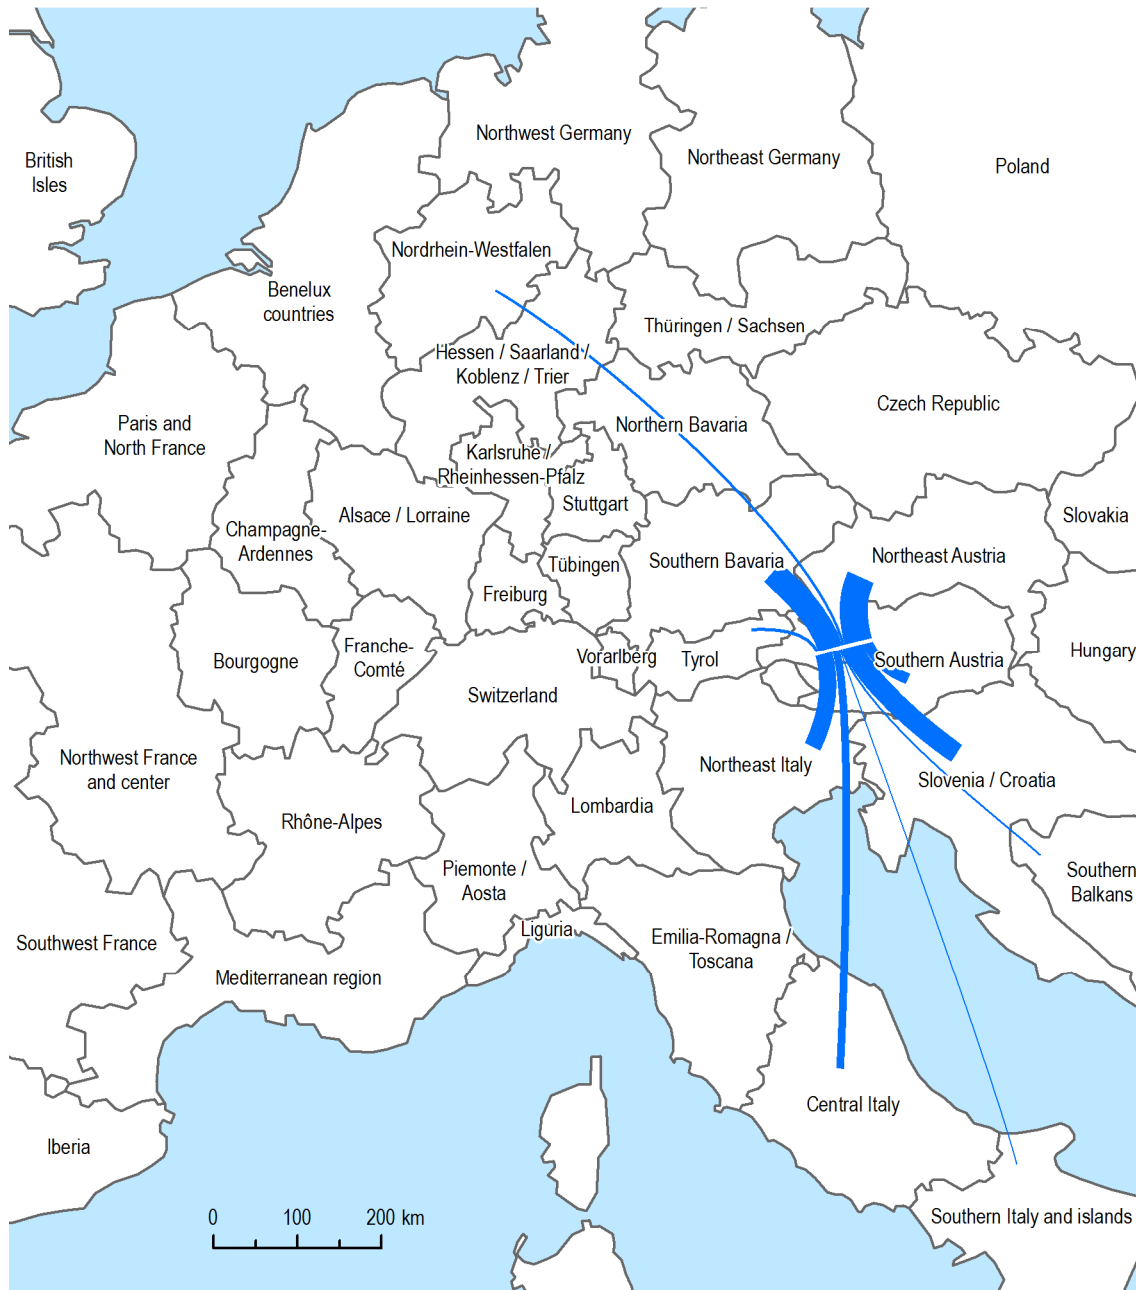 Northwest Germany
Northeast Germany
British
Isles
Poland
Nordrhein-Westfalen
Benelux
countries
Thüringen / Sachsen
Hessen / Saarland /
Koblenz / Trier
Czech Republic
Paris and
North France
Northern Bavaria
Karlsruhe /
Rheinhessen-Pfalz
Stuttgart
Alsace / Lorraine
Slovakia
Champagne-
Ardennes
Northeast Austria
Southern Bavaria
Tübingen
Freiburg
Franche-
Comté
Bourgogne
Vorarlberg
Tyrol
Southern Austria
Hungary
Switzerland
Northwest France
and center
Northeast Italy
Slovenia / Croatia
Lombardia
Rhône-Alpes
Piemonte /
Aosta
Southern
Balkans
Liguria
Emilia-Romagna /
Toscana
Southwest France
Mediterranean region
Central Italy
Iberia
Southern Italy and islands
0 100 200 km